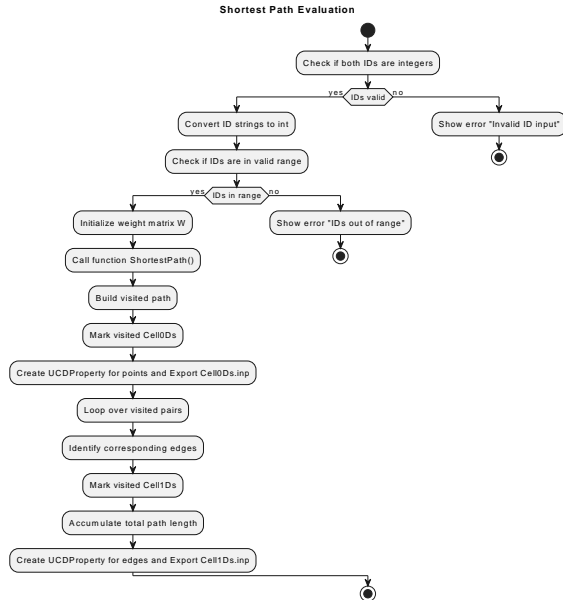 Shortest Path Evaluation
Check if both IDs are integers
yes
IDs valid
no
Convert ID strings to int
Show error "Invalid ID input"
Check if IDs are in valid range
yes
IDs in range
no
Initialize weight matrix W
Show error "IDs out of range"
Call function ShortestPath()
Build visited path
Mark visited Cell0Ds
Create UCDProperty for points and Export Cell0Ds.inp
Loop over visited pairs
Identify corresponding edges
Mark visited Cell1Ds
Accumulate total path length
Create UCDProperty for edges and Export Cell1Ds.inp